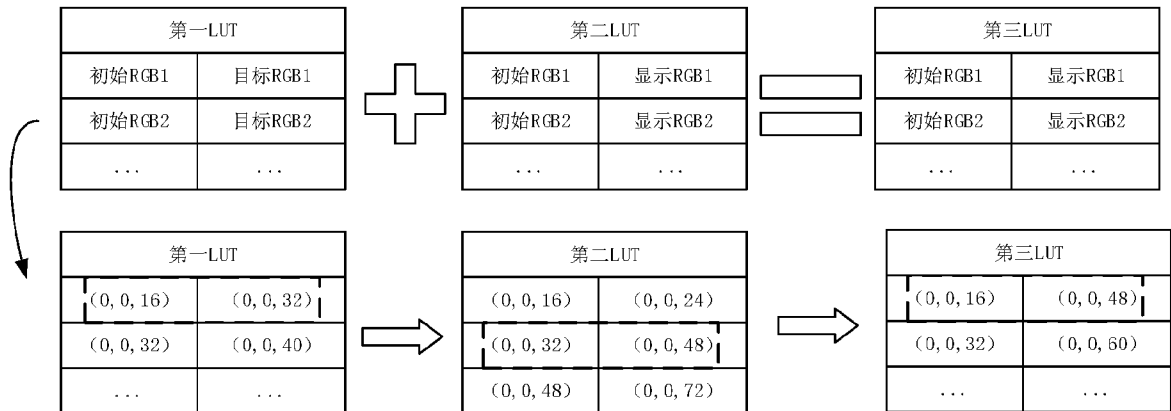 第一LUT
初始RGB1 目标RGB1
初始RGB2 目标RGB2
... ...
第二LUT
初始RGB1 显示RGB1
初始RGB2 显示RGB2
... ...
第三LUT
初始RGB1 显示RGB1
初始RGB2 显示RGB2
... ...
第一LUT
(0,0,16) (0,0,32)
(0,0,32) (0,0,40)
... ...
第二LUT
(0,0,16) (0,0,24)
(0,0,32) (0,0,48)
(0,0,48) (0,0,72)
第三LUT
(0,0,16) (0,0,48)
(0,0,32) (0,0,60)
... ...